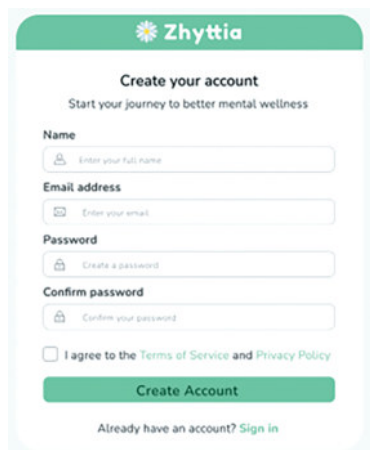 Zhyttia
Create your account
Start your journey to better mental wellness
Name
Enter your full name
Email address
Enter your email
Password
Create a password
Confirm password
Confirm your password
I agree to the Terms of Service and Privacy Policy
Create Account
Already have an account? Sign in